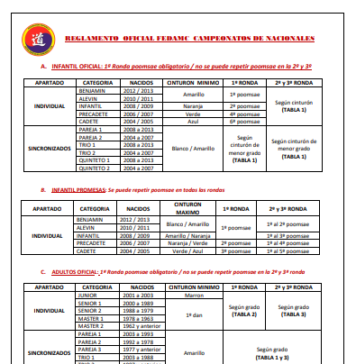 REGLAMENTO OFICIAL FEDAMC CAMPEONATOS DE NACIONALES
A. INFANTIL OFICIAL: 1ª Ronda poomsae obligatorio / no se puede repetir poomsae en la 2ª y 3ª
APARTADO CATEGORIA NACIDOS CINTURON MINIMO 1ª RONDA 2ª y 3ª RONDA
INDIVIDUAL
BENJAMIN 2012 / 2013 Amarillo 1º poomsae
ALEVIN 2010 / 2011
INFANTIL 2008 / 2009 Naranja 2º poomsae
PRECADETE 2006 / 2007 Verde 4º poomsae
CADETE 2004 / 2005 Azul 6º poomsae
Según cinturón
(TABLA 1)
SINCRONIZADOS
PAREJA 1 2008 a 2013
PAREJA 2 2004 a 2007
TRIO 1 2008 a 2013
TRIO 2 2004 a 2007
QUINTETO 1 2008 a 2013
QUINTETO 2 2004 a 2007
Blanco / Amarillo
Según
cinturón de
menor grado
(TABLA 1)
Según cinturón de
menor grado
(TABLA 1)
B. INFANTIL PROMESAS: Se puede repetir poomsae en todas las rondas
APARTADO CATEGORIA NACIDOS CINTURON MAXIMO 1ª RONDA 2ª y 3ª RONDA
INDIVIDUAL
BENJAMIN 2012 / 2013
ALEVIN 2010 / 2011
Blanco / Amarillo 1º al 2º poomsae
INFANTIL 2008 / 2009 Amarillo / Naranja 1º al 3º poomsae
1º poomsae
PRECADETE 2006 / 2007 Naranja / Verde 2º poomsae 1º al 4º poomsae
CADETE 2004 / 2005 Verde / Azul 3º poomsae 1º al 5º poomsae
C. ADULTOS OFICIAL: 1ª Ronda poomsae obligatorio / no se puede repetir poomsae en la 2ª y 3ª ronda
APARTADO CATEGORIA NACIDOS CINTURON MINIMO 1ª RONDA 2ª y 3ª RONDA
INDIVIDUAL
JUNIOR 2001 a 2003 Marron
SENIOR 1 2000 a 1989
SENIOR 2 1988 a 1979
MASTER 1 1978 a 1963
MASTER 2 1962 y anterior
1º dan
Según grado
(TABLA 2)
Según grado
(TABLA 3)
SINCRONIZADOS
PAREJA 1 2003 a 1993
PAREJA 2 1992 a 1978
PAREJA 3 1977 y anterior
TRIO 1 2003 a 1988
Amarillo
Según grado
(TABLA 1 y 3)